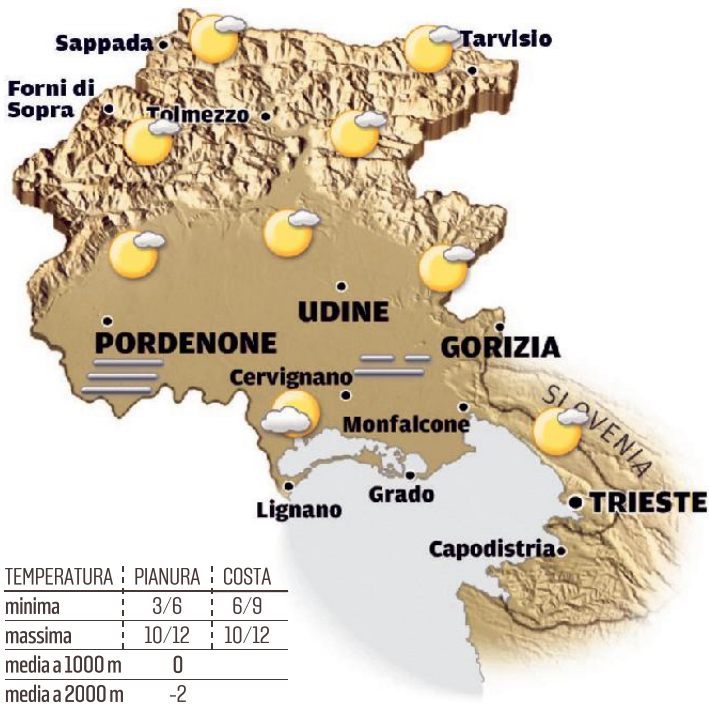 Sappada
Tarvisio
Forni di
Sopra
Tolmezzo
UDINE
PORDENONE
GORIZIA
Cervignano
SLOVENIA
Monfalcone
Lignano
Grado
TRIESTE
Capodistria
TEMPERATURA PIANURA COSTA
minima 3/6 6/9
massima 10/12 10/12
media a 1000 m 0
media a 2000 m -2